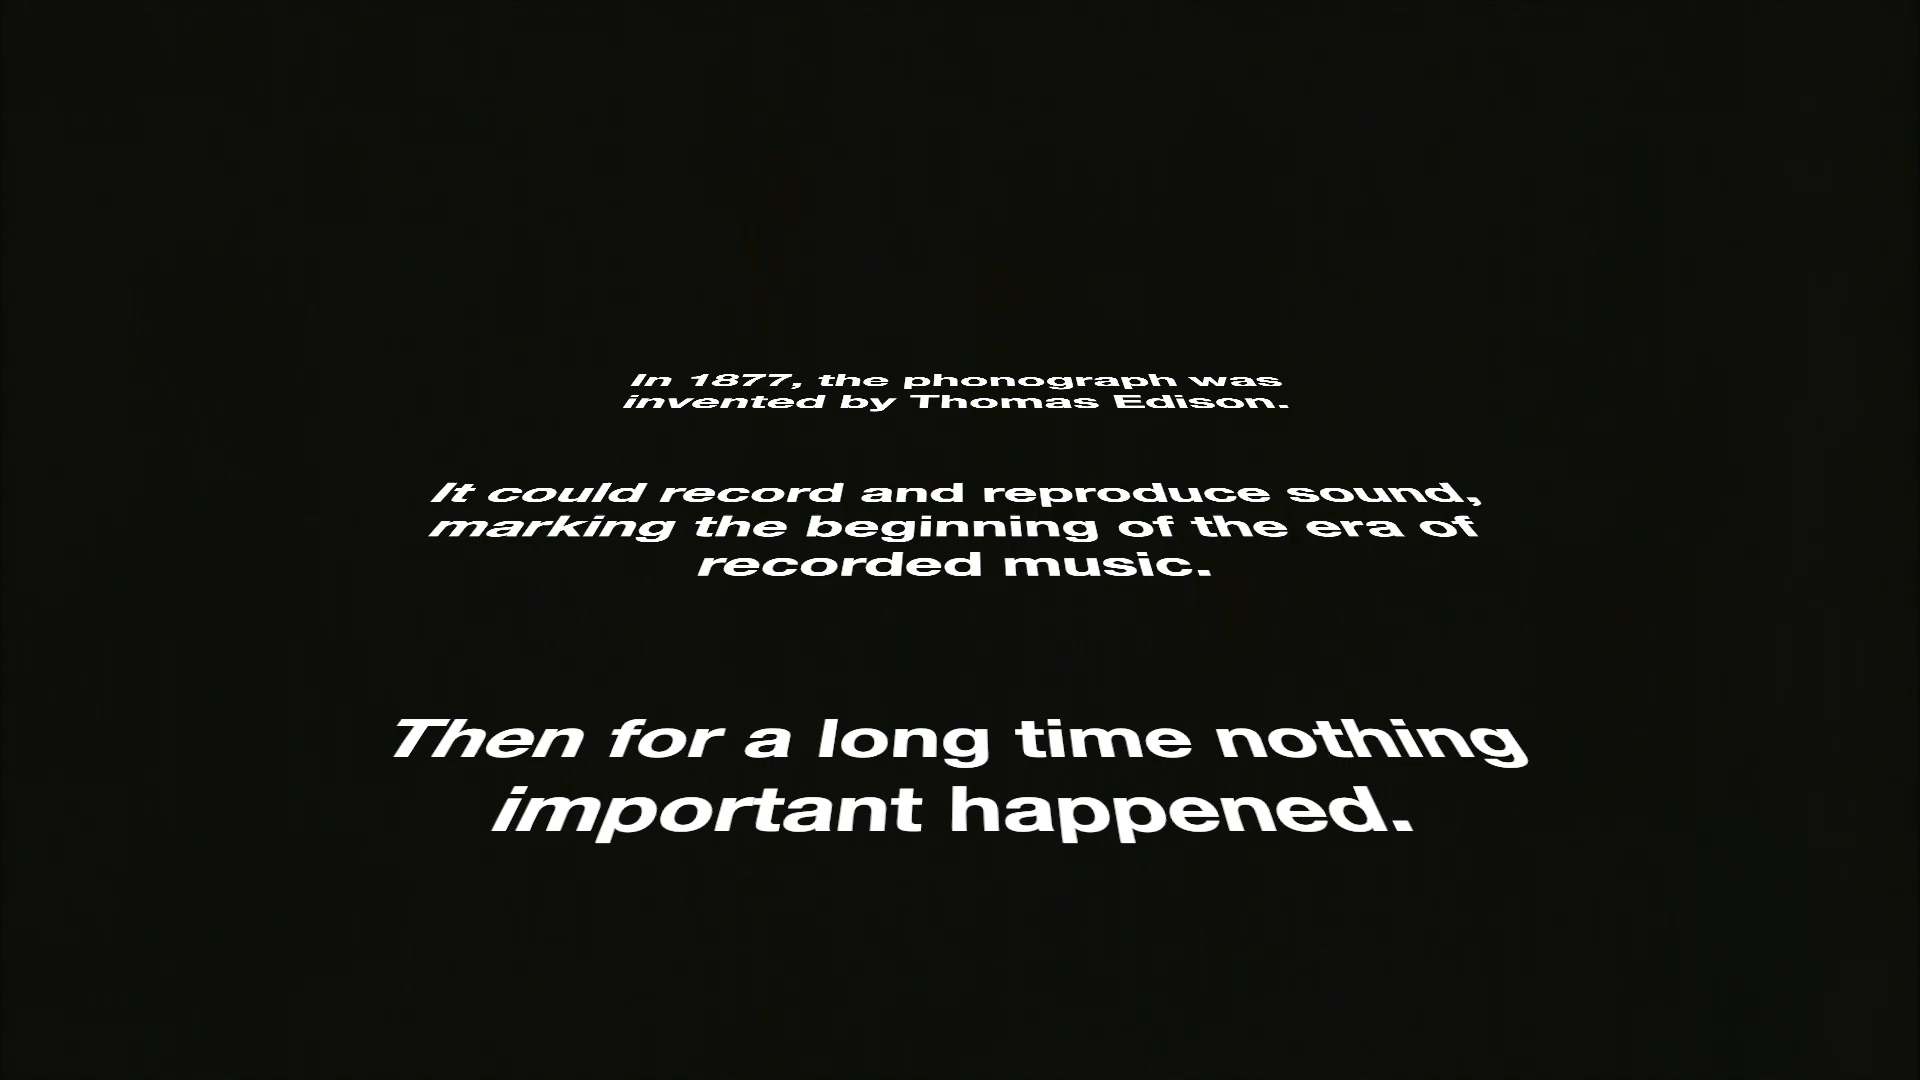 In 1877, the phonograph was
invented by Thomas Edison.
It could record and reproduce sound,
marking the beginning of the era of
recorded music.
Then for a long time nothing
important happened.